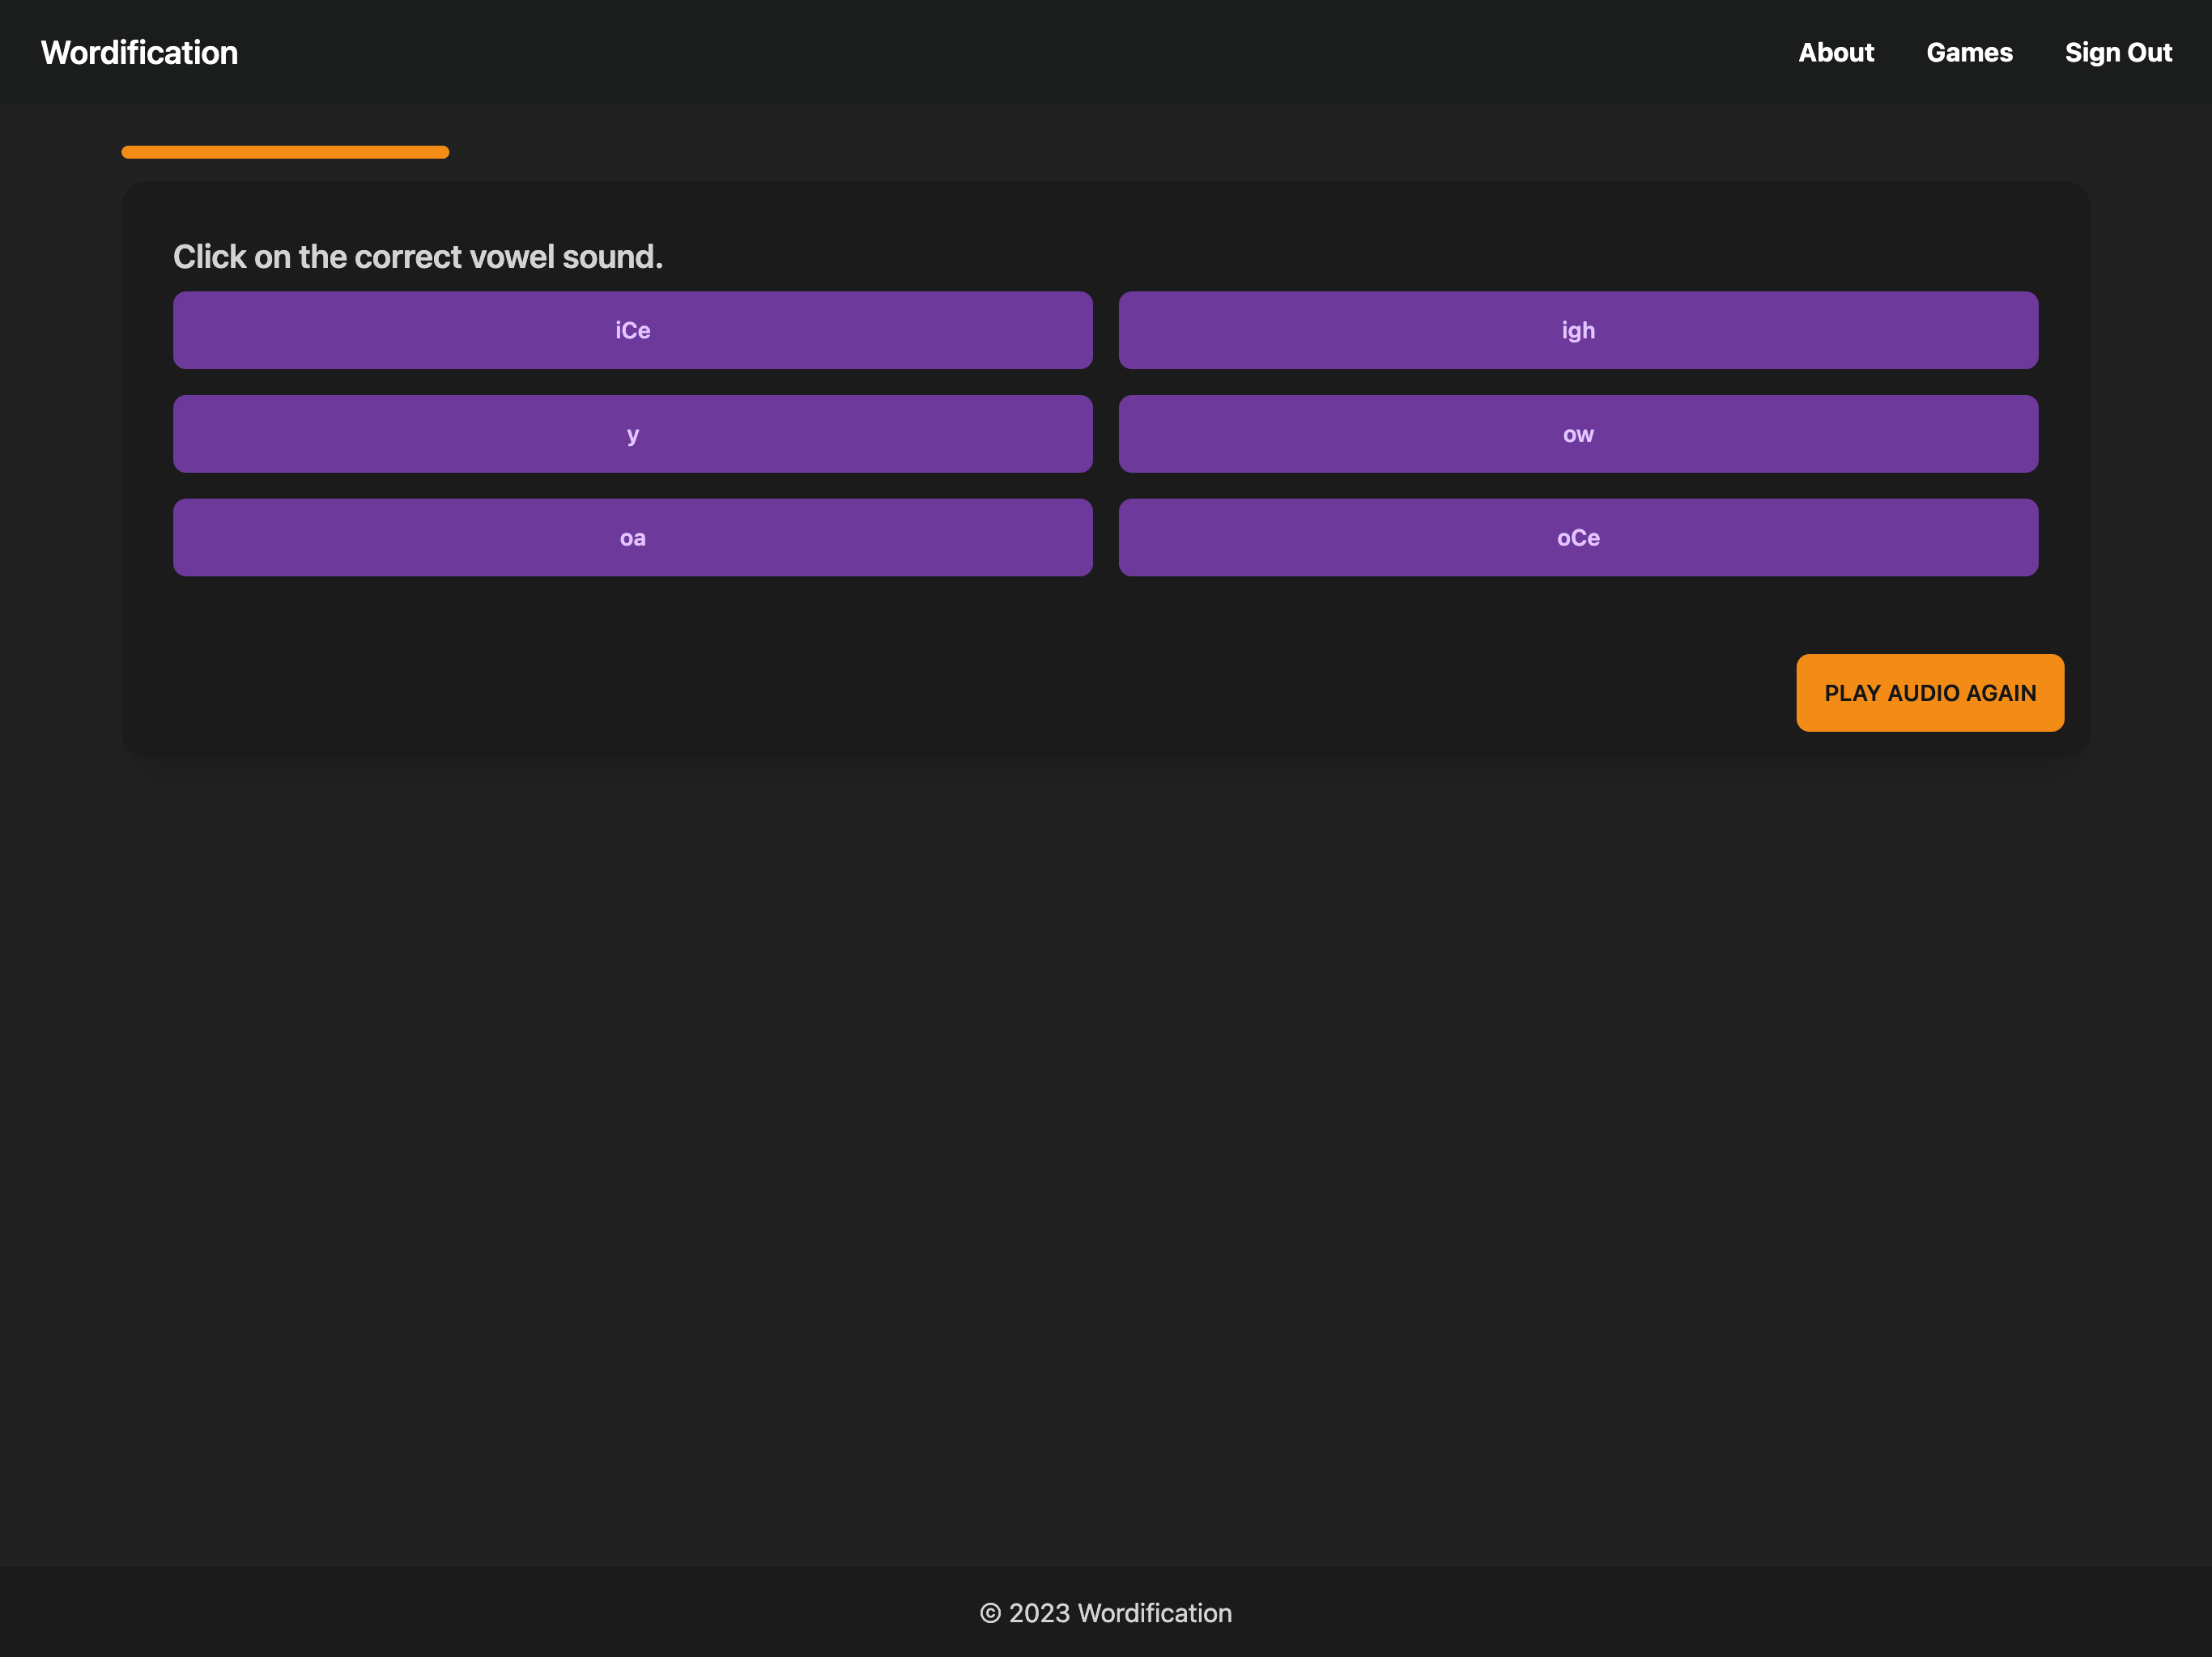 Wordification
About Games Sign Out
Click on the correct vowel sound.
iCe igh
y ow
oa oCe
PLAY AUDIO AGAIN
© 2023 Wordification